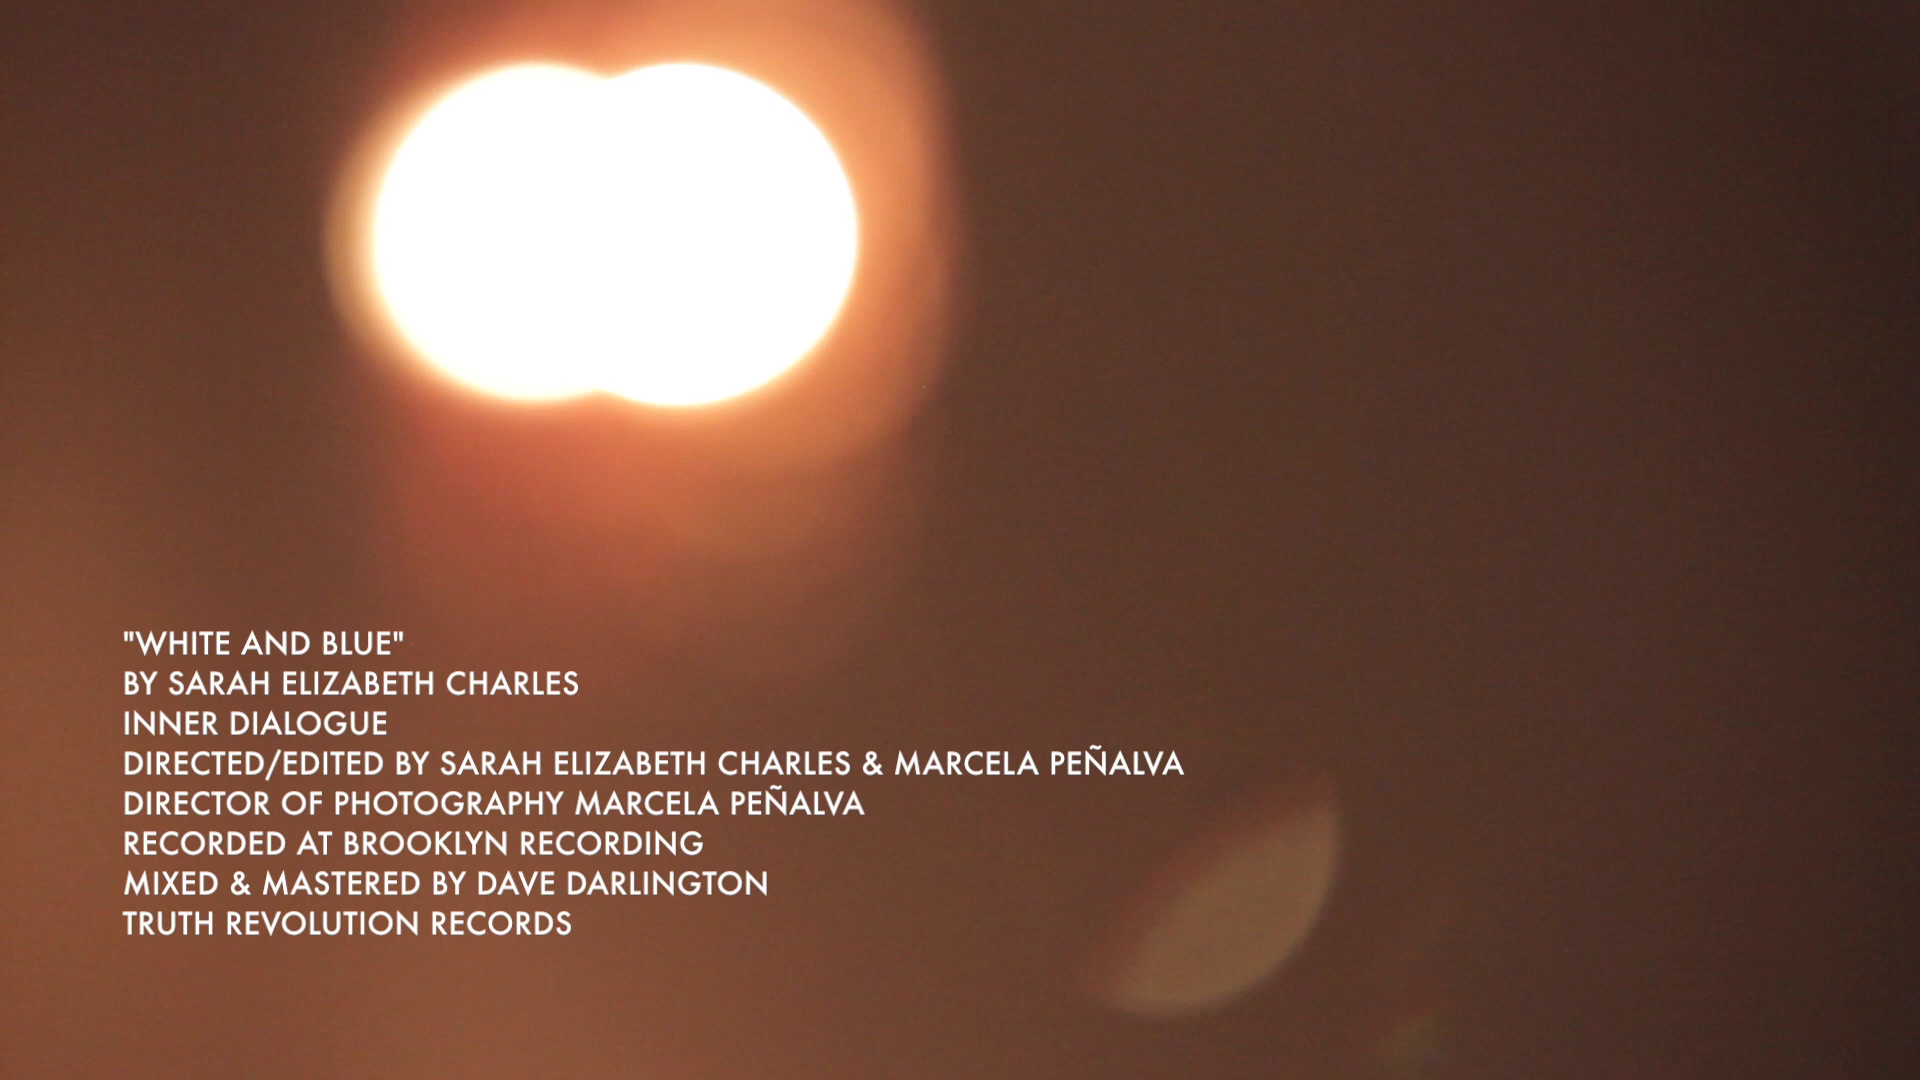 "WHITE AND BLUE"
BY SARAH ELIZABETH CHARLES
INNER DIALOGUE
DIRECTED/EDITED BY SARAH ELIZABETH CHARLES & MARCELA PEÑALVA
DIRECTOR OF PHOTOGRAPHY MARCELA PEÑALVA
RECORDED AT BROOKLYN RECORDING
MIXED & MASTERED BY DAVE DARLINGTON
TRUTH REVOLUTION RECORDS